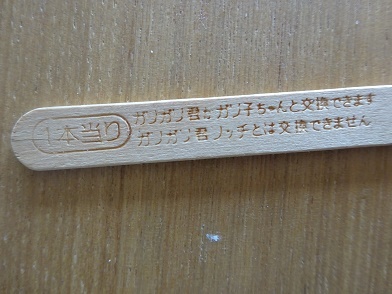 1本当り
ガリガリ君かガリ子ちゃんと交換できます
ガリガリ君リッチとは交換できません